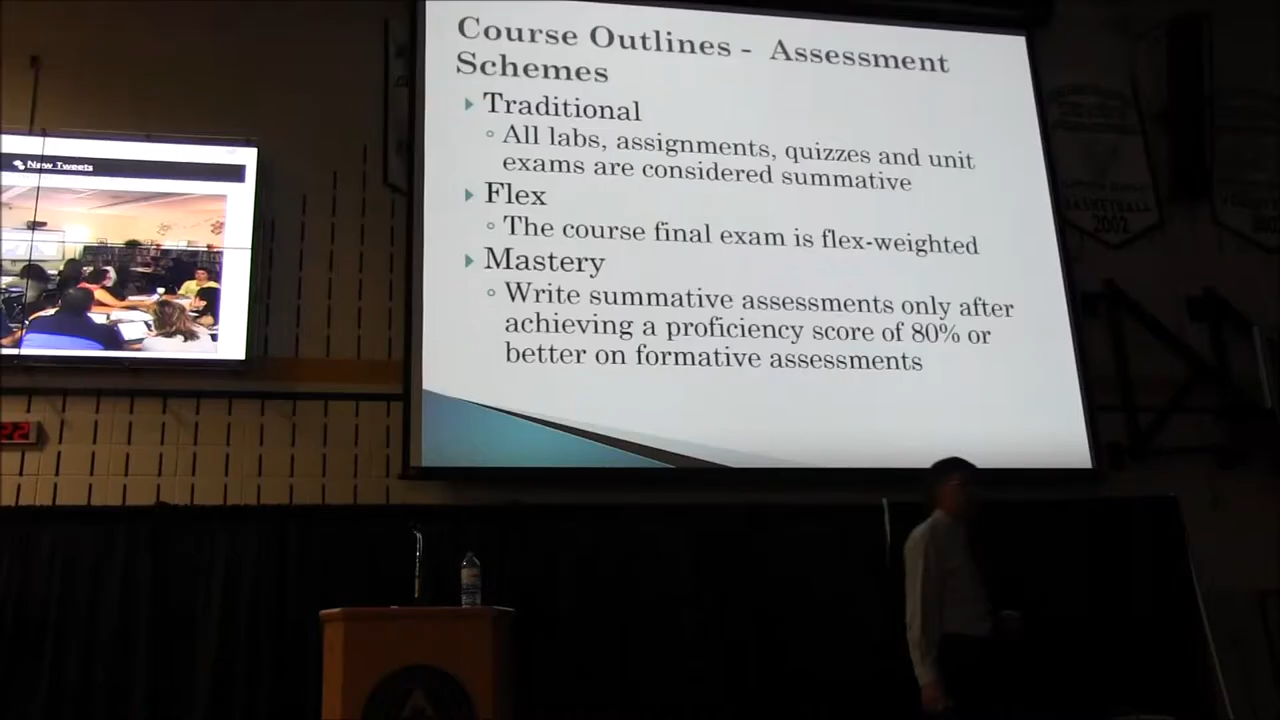 Course Outlines - Assessment
Schemes
Traditional
All labs, assignments, quizzes and unit
exams are considered summative
Flex
The course final exam is flex-weighted
Mastery
Write summative assessments only after
achieving a proficiency score of 80% or
better on formative assessments
New Tweets
22
BASKETBALL
2002